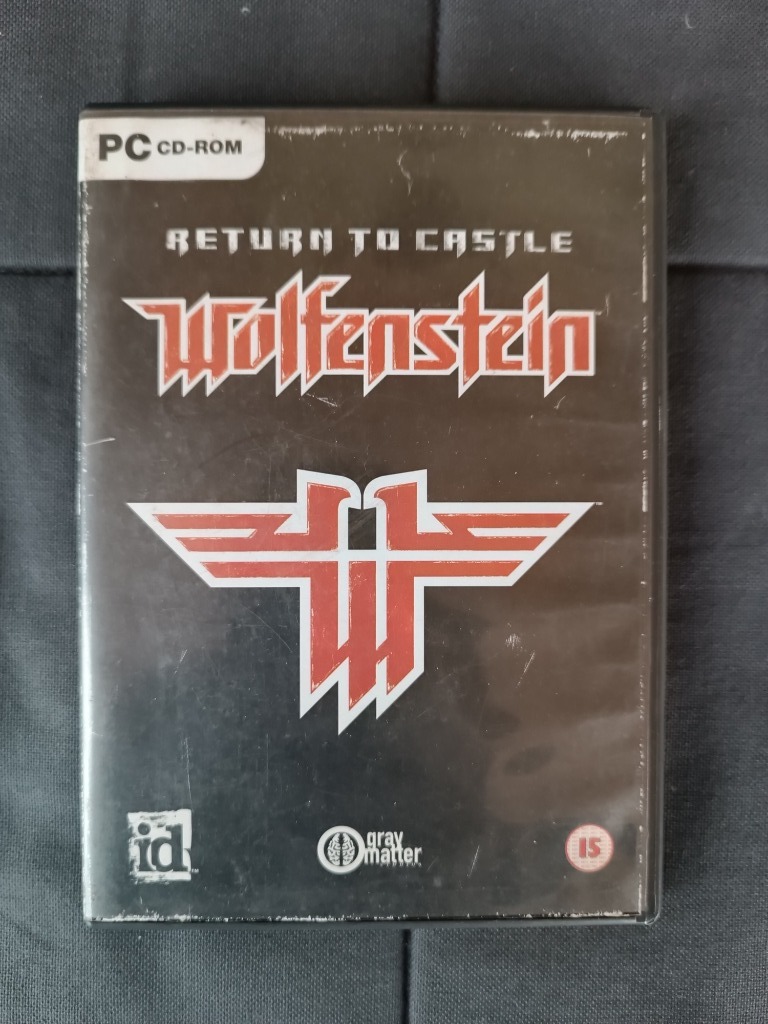 PC CD-ROM
RETURN TO CASTLE
Wolfenstein
id
gray
matter
15